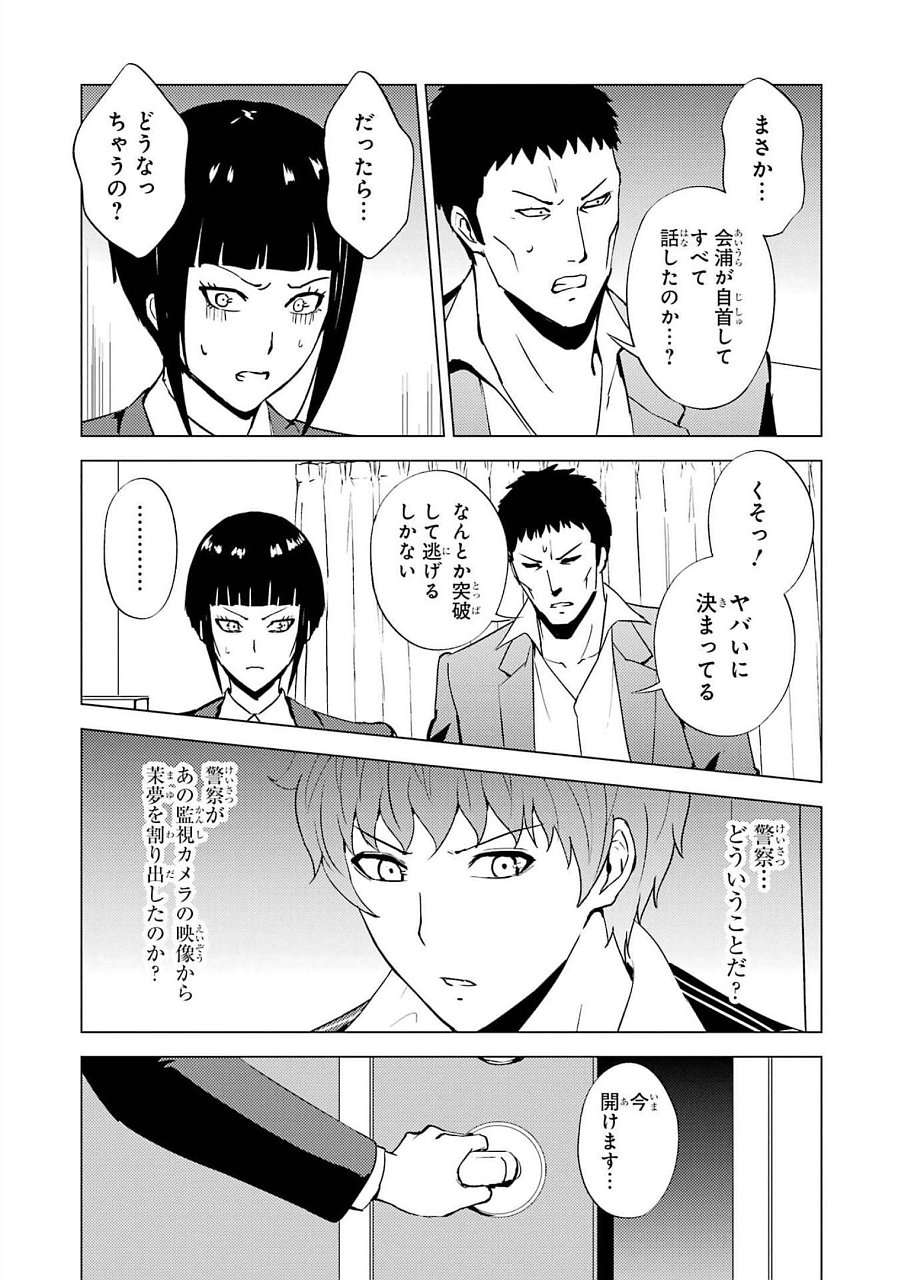 まさか…
会浦が自首して
すべて
話したのか…?
だったら…
どうなっ
ちゃうの?
くそっ!
ヤバいに
決まってる
なんとか突破
して逃げる
しかない
………
警察…
どういうことだ?
警察が
あの監視カメラの映像から
茉夢を割り出したのか?
今
開けます…